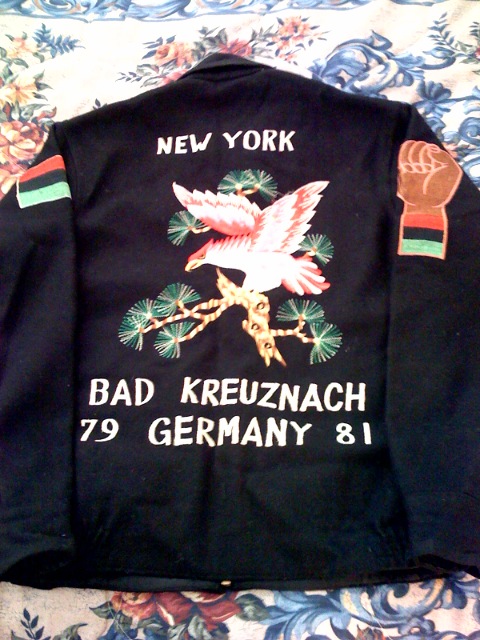 NEW YORK
BAD KREUZNACH
79 GERMANY 81